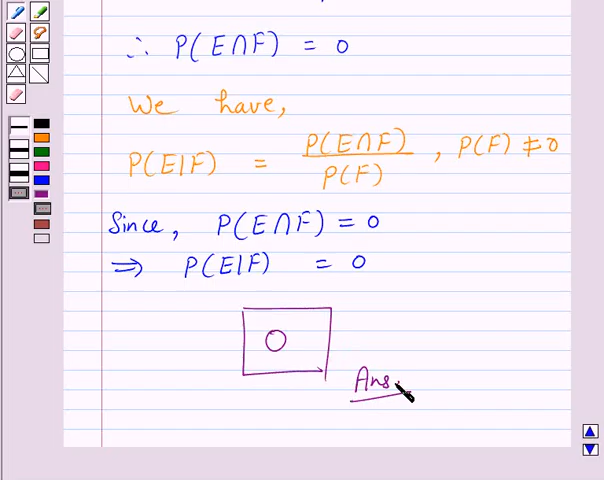 ∴ P(E∩F) = 0
We have,
P(E|F) = P(E∩F) / P(F) , P(F) ≠ 0
Since, P(E∩F) = 0
⇒ P(E|F) = 0
0
Ans.